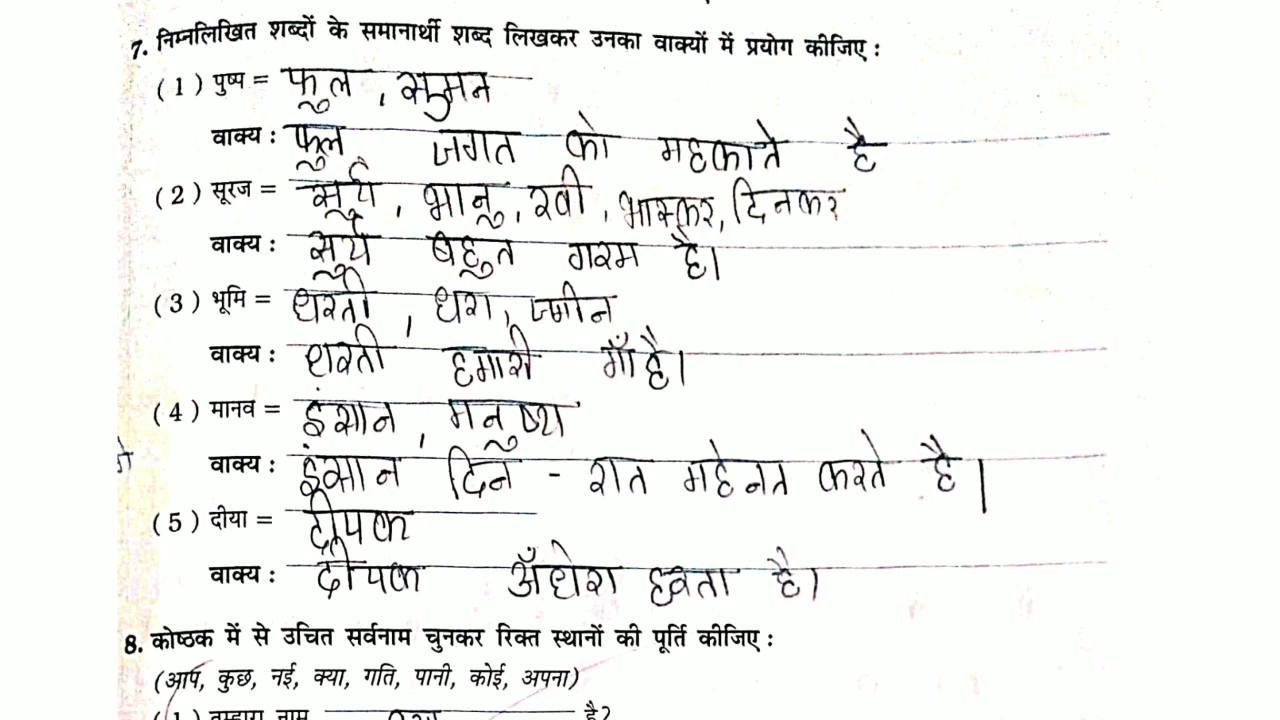 7. निम्नलिखित शब्दों के समानार्थी शब्द लिखकर उनका वाक्यों में प्रयोग कीजिए :
(1) पुष्प = फूल , सुमन
वाक्य : फूल जगत को महकाते है
(2) सूरज = सूर्य , भानु , रवी , भास्कर, दिनकर
वाक्य : सूर्य बहुत गरम है।
(3) भूमि = धरती , धरा, ज्मीन
वाक्य : धरती हमारी माँ है।
(4) मानव = इंसान , मनुष्य
वाक्य : इंसान दिन - रात महेनत करते है।
(5) दीया = दीपक
वाक्य : दीपक अँधेरा हरता है।
8. कोष्ठक में से उचित सर्वनाम चुनकर रिक्त स्थानों की पूर्ति कीजिए :
(आप, कुछ, नई, क्या, गति, पानी, कोई, अपना)
(1) तुम्हारा नाम क्या है?